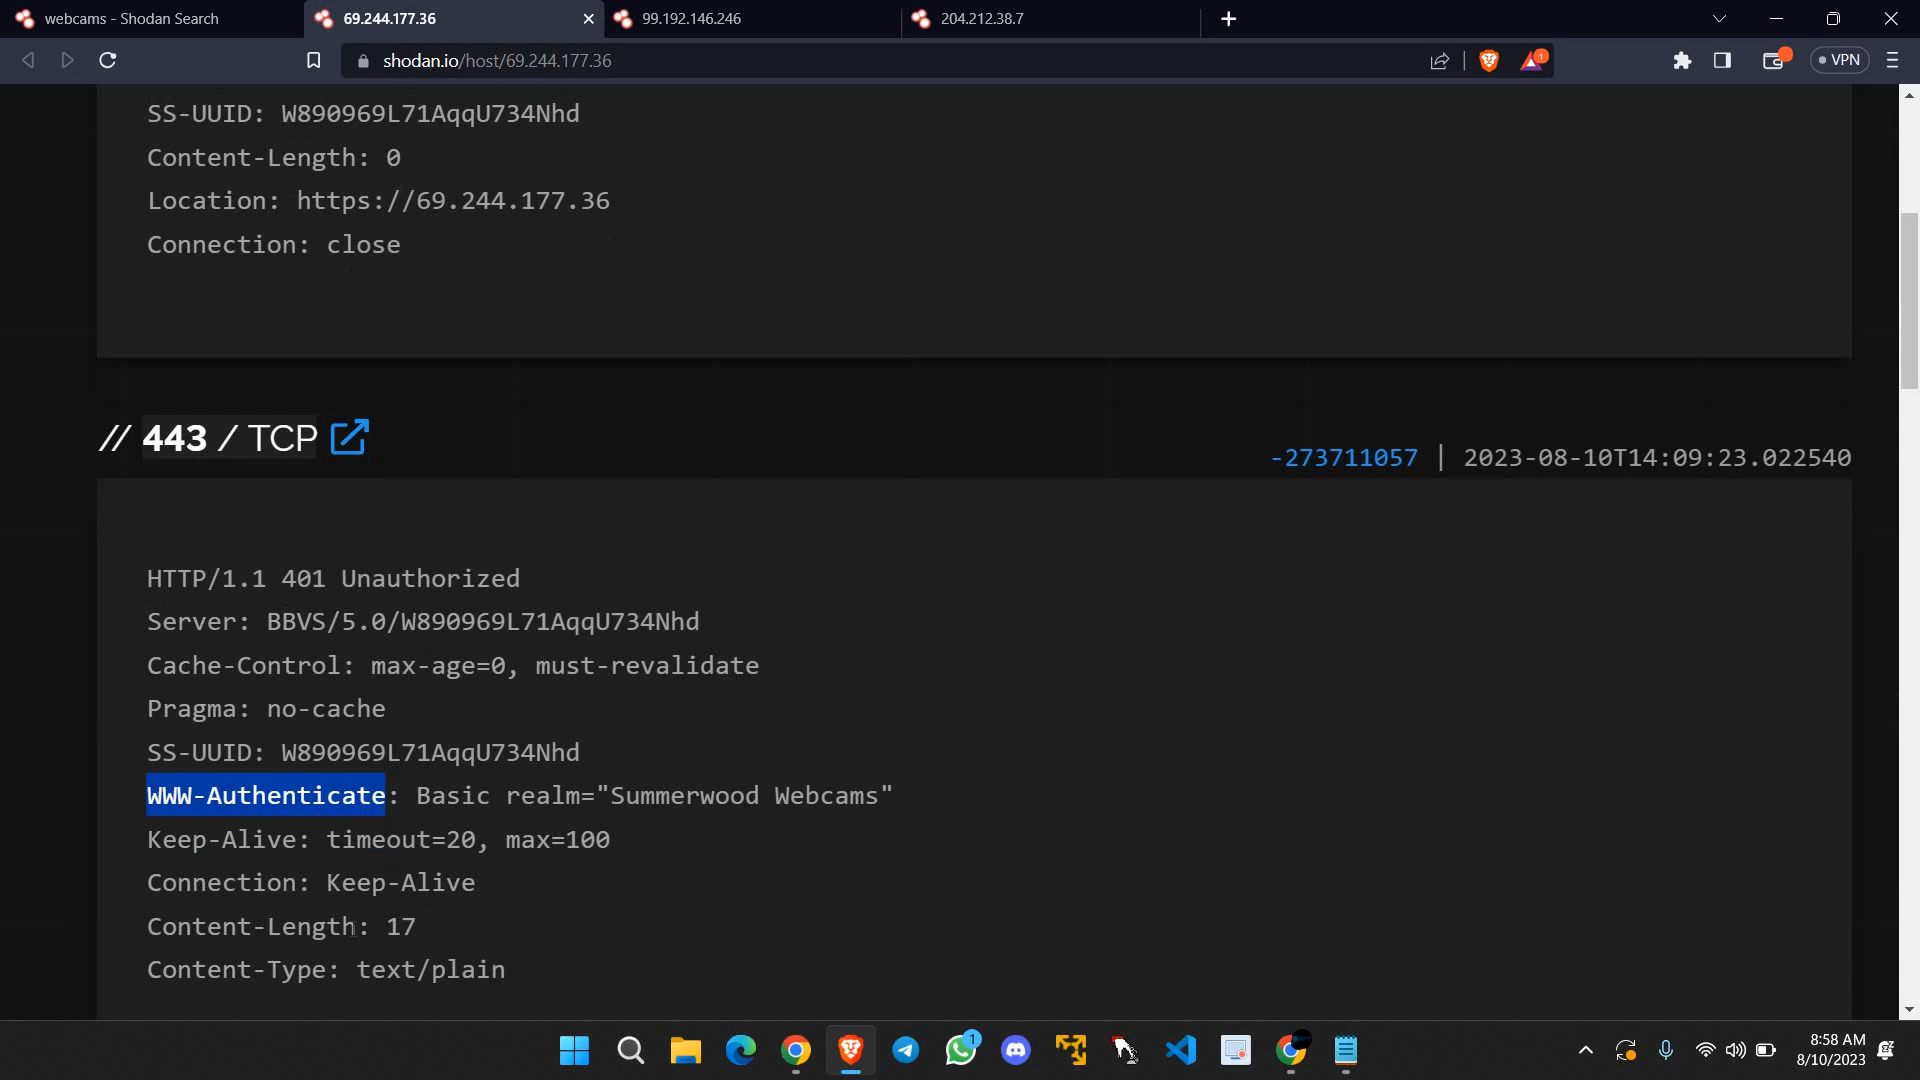 webcams - Shodan Search
69.244.177.36
99.192.146.246
204.212.38.7
shodan.io/host/69.244.177.36
1
VPN
SS-UUID: W890969L71AqqU734Nhd
Content-Length: 0
Location: https://69.244.177.36
Connection: close
// 443 / TCP
-273711057 | 2023-08-10T14:09:23.022540
HTTP/1.1 401 Unauthorized
Server: BBVS/5.0/W890969L71AqqU734Nhd
Cache-Control: max-age=0, must-revalidate
Pragma: no-cache
SS-UUID: W890969L71AqqU734Nhd
WWW-Authenticate: Basic realm="Summerwood Webcams"
Keep-Alive: timeout=20, max=100
Connection: Keep-Alive
Content-Length: 17
Content-Type: text/plain
1
8:58 AM
8/10/2023